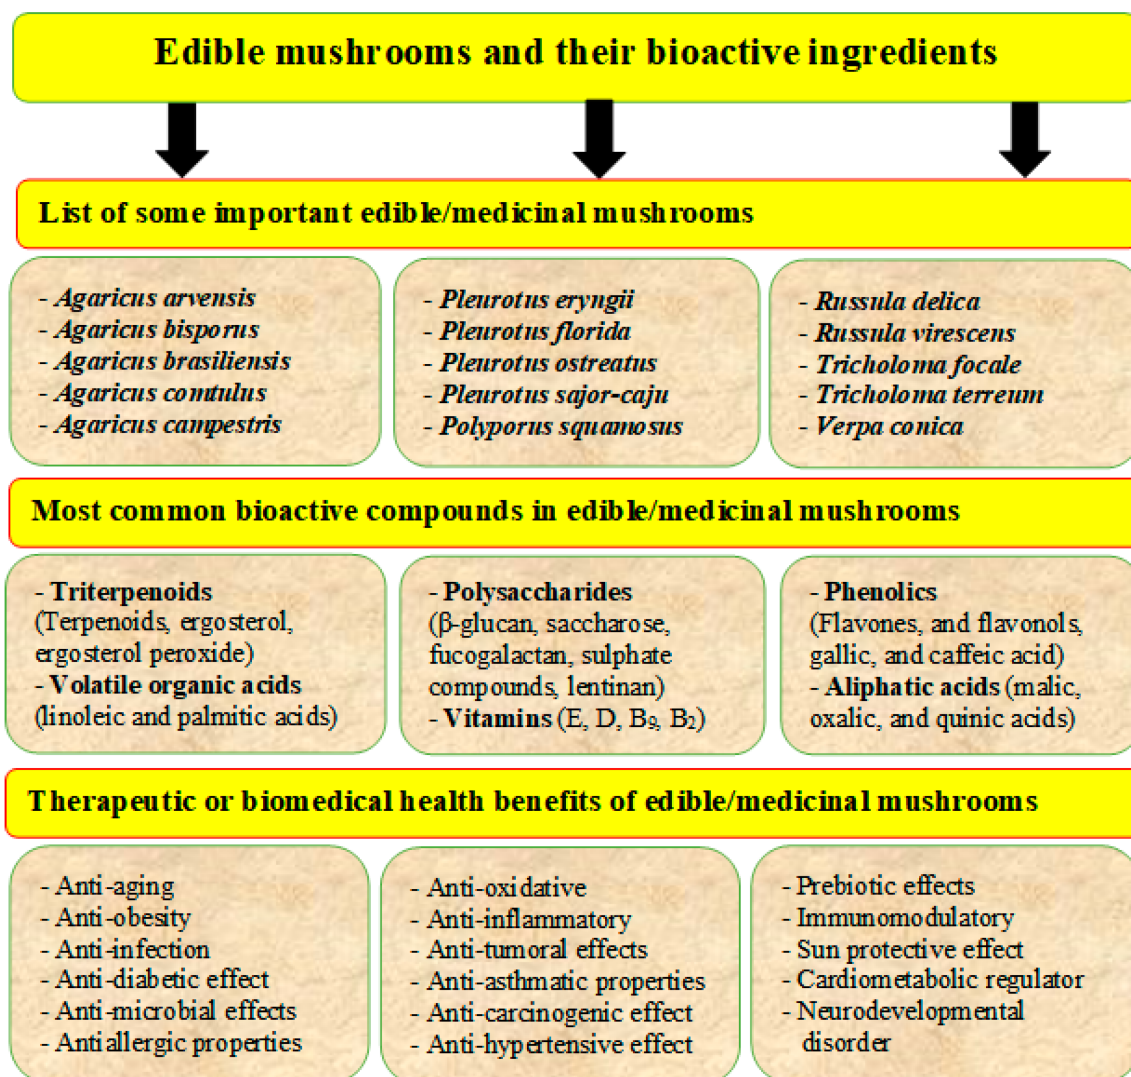 Edible mushrooms and their bioactive ingredients
List of some important edible/medicinal mushrooms
- Agaricus arvensis
- Agaricus bisporus
- Agaricus brasiliensis
- Agaricus comtulus
- Agaricus campestris
- Pleurotus eryngii
- Pleurotus florida
- Pleurotus ostreatus
- Pleurotus sajor-caju
- Polyporus squamosus
- Russula delica
- Russula virescens
- Tricholoma focale
- Tricholoma terreum
- Verpa conica
Most common bioactive compounds in edible/medicinal mushrooms
- Triterpenoids
(Terpenoids, ergosterol,
ergosterol peroxide)
- Volatile organic acids
(linoleic and palmitic acids)
- Polysaccharides
(β-glucan, saccharose,
fucogalactan, sulphate
compounds, lentinan)
- Vitamins (E, D, B₉, B₂)
- Phenolics
(Flavones, and flavonols,
gallic, and caffeic acid)
- Aliphatic acids (malic,
oxalic, and quinic acids)
Therapeutic or biomedical health benefits of edible/medicinal mushrooms
- Anti-aging
- Anti-obesity
- Anti-infection
- Anti-diabetic effect
- Anti-microbial effects
- Antiallergic properties
- Anti-oxidative
- Anti-inflammatory
- Anti-tumoral effects
- Anti-asthmatic properties
- Anti-carcinogenic effect
- Anti-hypertensive effect
- Prebiotic effects
- Immunomodulatory
- Sun protective effect
- Cardiometabolic regulator
- Neurodevelopmental
disorder